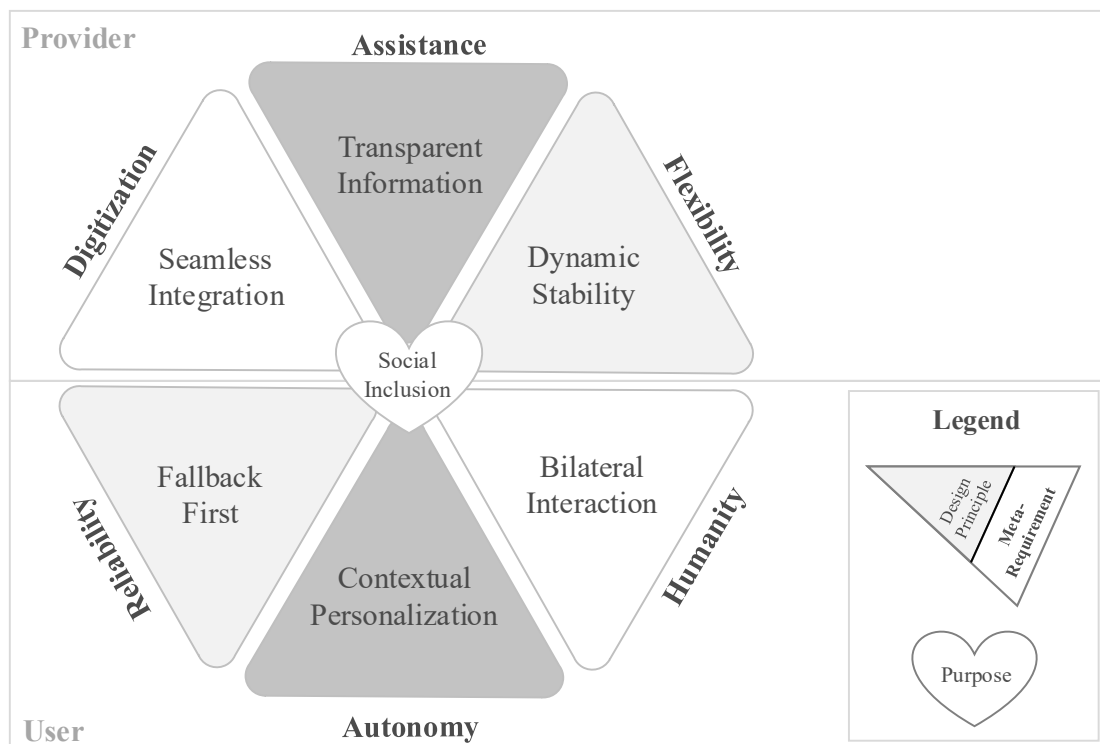 Provider
Assistance
Digitization
Transparent
Information
Flexibility
Seamless
Integration
Dynamic
Stability
Social
Inclusion
Fallback
First
Bilateral
Interaction
Reliability
Contextual
Personalization
Humanity
Autonomy
User
Legend
Design
Principle
Meta-
Requirement
Purpose